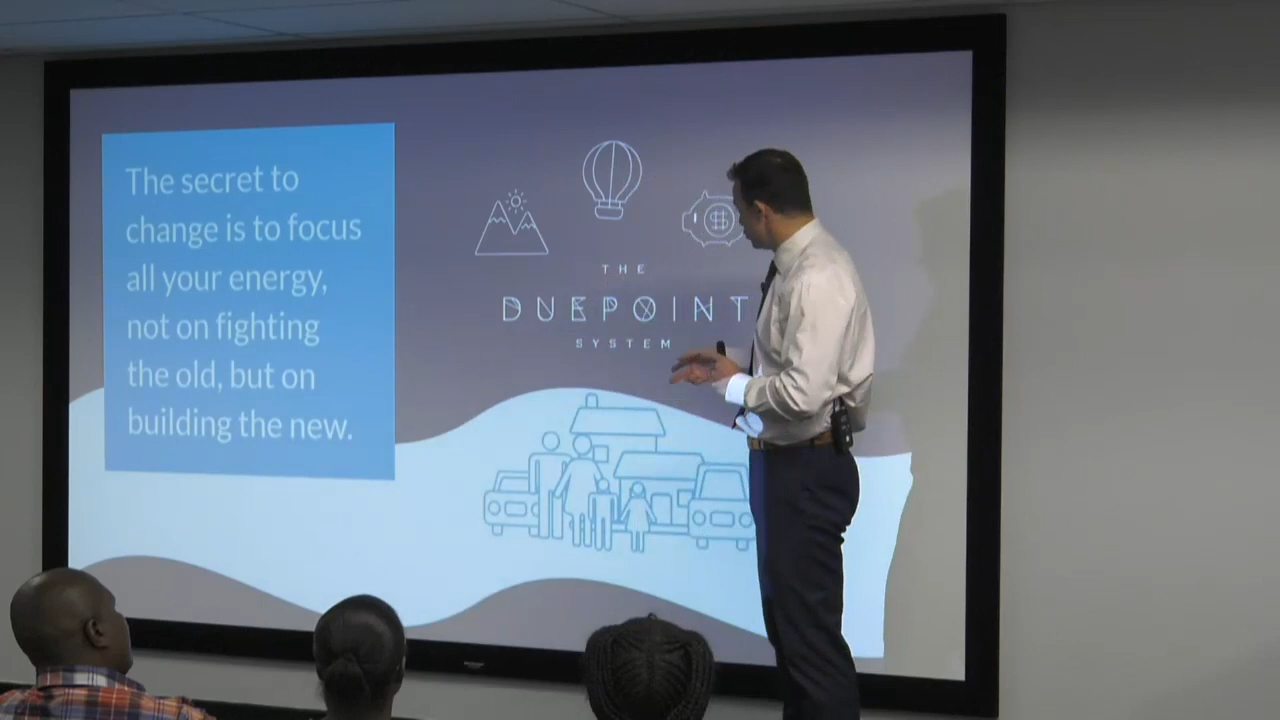 The secret to
change is to focus
all your energy,
not on fighting
the old, but on
building the new.
THE
DUEPOINT
SYSTEM